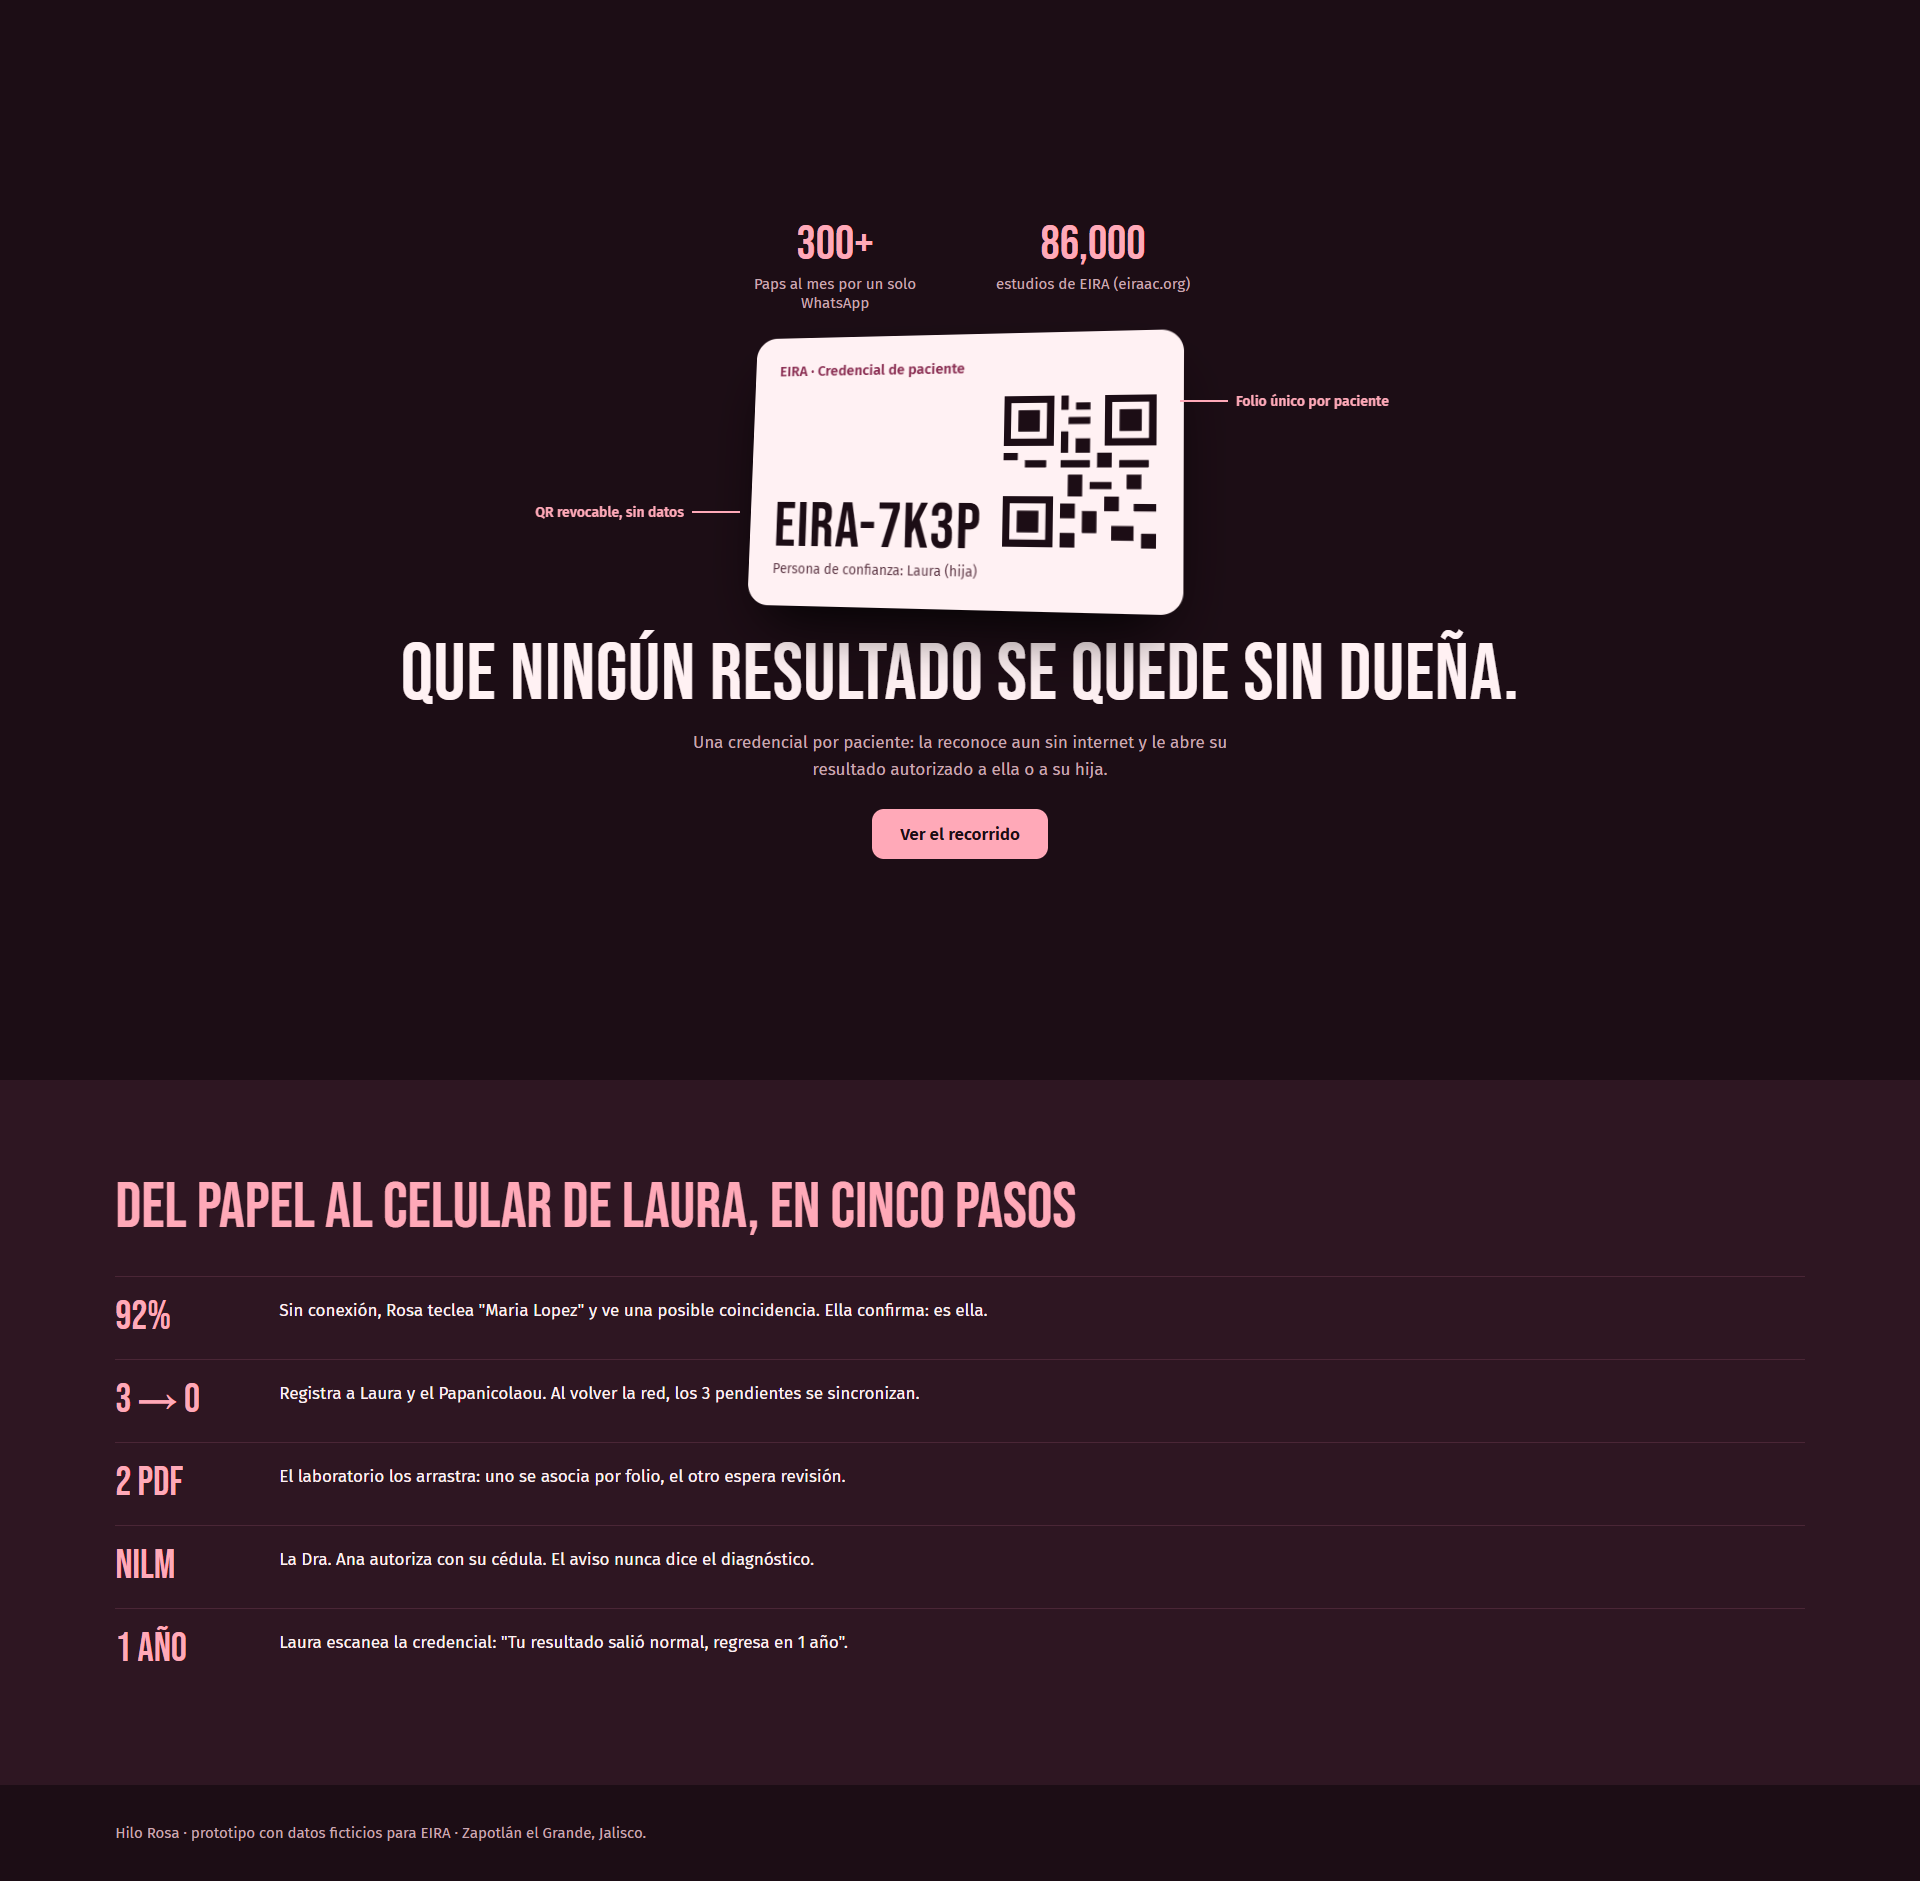 300+
86,000
Paps al mes por un solo
WhatsApp
estudios de EIRA (eiraac.org)
EIRA · Credencial de paciente
Folio único por paciente
QR revocable, sin datos
EIRA-7K3P
Persona de confianza: Laura (hija)
QUE NINGÚN RESULTADO SE QUEDE SIN DUEÑA.
Una credencial por paciente: la reconoce aun sin internet y le abre su
resultado autorizado a ella o a su hija.
Ver el recorrido
DEL PAPEL AL CELULAR DE LAURA, EN CINCO PASOS
92%
Sin conexión, Rosa teclea "Maria Lopez" y ve una posible coincidencia. Ella confirma: es ella.
3 → 0
Registra a Laura y el Papanicolaou. Al volver la red, los 3 pendientes se sincronizan.
2 PDF
El laboratorio los arrastra: uno se asocia por folio, el otro espera revisión.
NILM
La Dra. Ana autoriza con su cédula. El aviso nunca dice el diagnóstico.
1 AÑO
Laura escanea la credencial: "Tu resultado salió normal, regresa en 1 año".
Hilo Rosa · prototipo con datos ficticios para EIRA · Zapotlán el Grande, Jalisco.